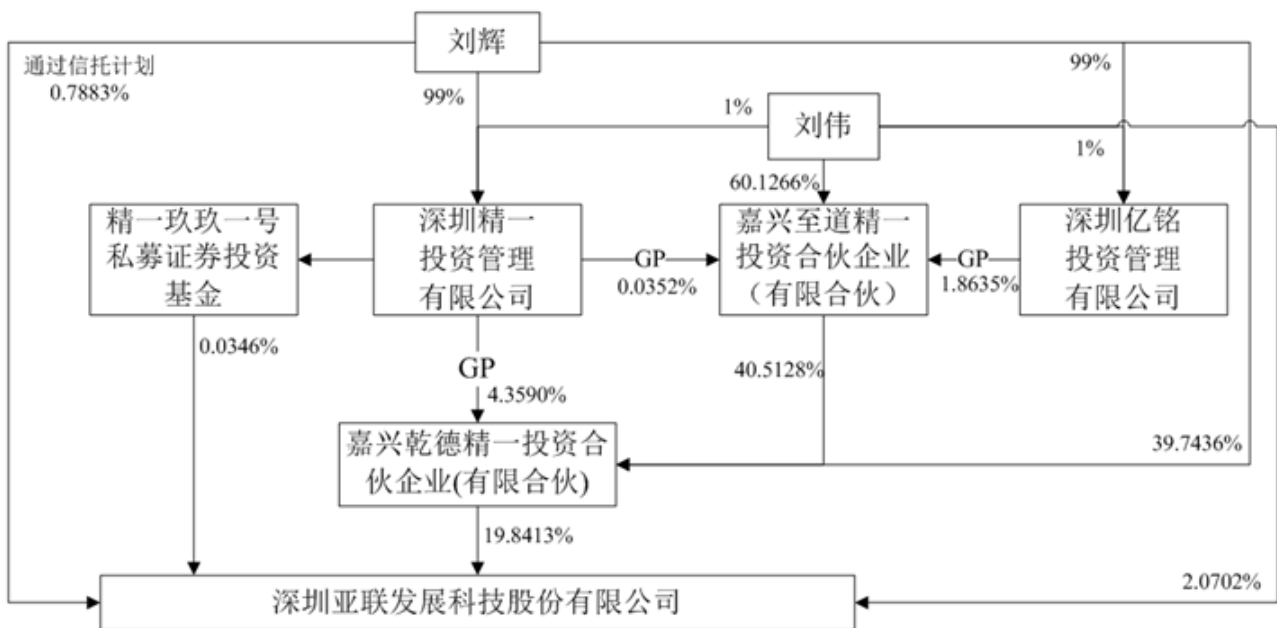 刘辉
通过信托计划
0.7883%
99%
99%
1%
刘伟
1%
60.1266%
精一玖玖一号
私募证券投资
基金
深圳精一
投资管理
有限公司
GP
0.0352%
嘉兴至道精一
投资合伙企业
（有限合伙）
GP
1.8635%
深圳亿铭
投资管理
有限公司
0.0346%
GP
4.3590%
40.5128%
嘉兴乾德精一投资合
伙企业(有限合伙)
39.7436%
19.8413%
深圳亚联发展科技股份有限公司
2.0702%